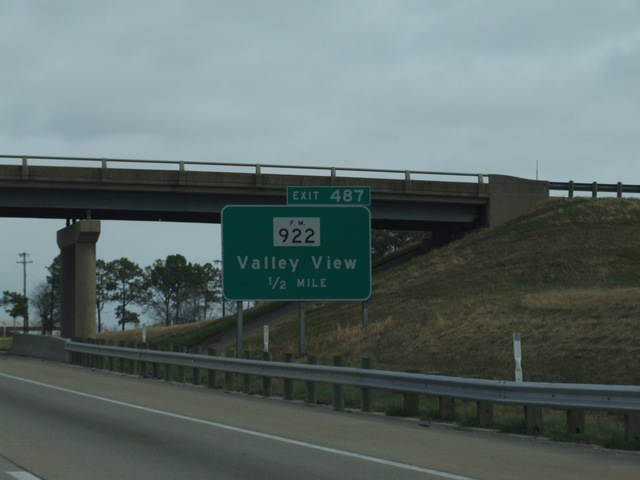 EXIT 487
F.M.
922
Valley View
1/2 MILE